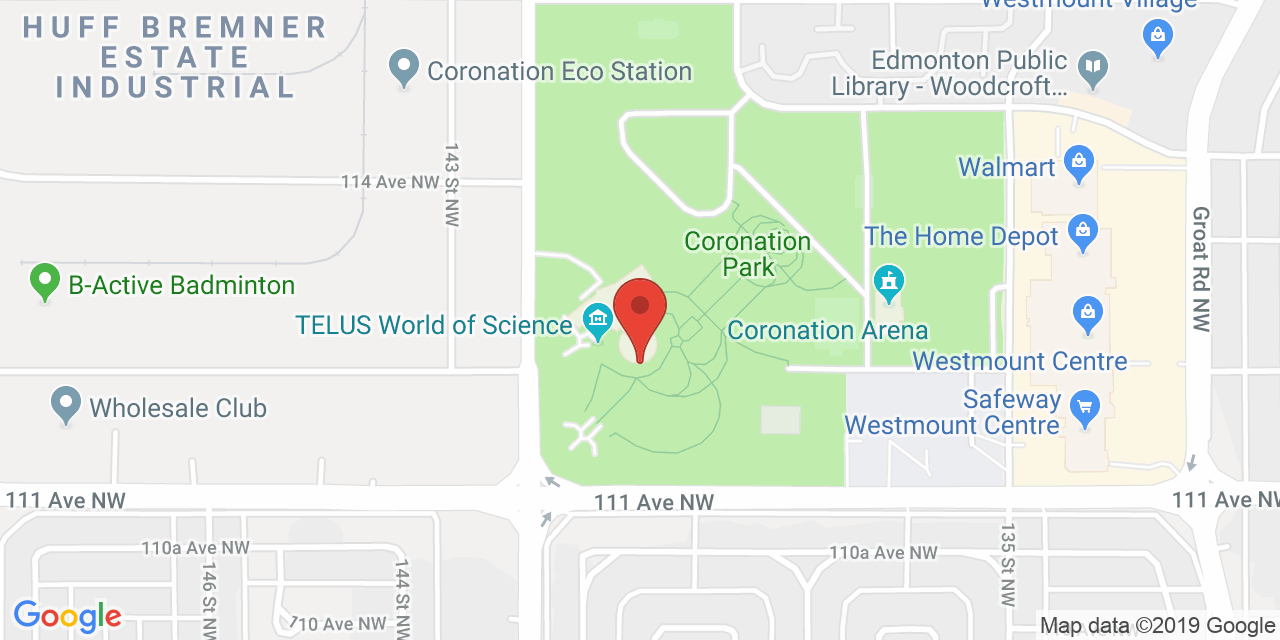 Westmount Village
HUFF BREMNER
ESTATE
INDUSTRIAL
Coronation Eco Station
Edmonton Public
Library - Woodcroft...
143 St NW
114 Ave NW
Walmart
Groat Rd NW
The Home Depot
Coronation
Park
B-Active Badminton
TELUS World of Science
Coronation Arena
Westmount Centre
Safeway
Westmount Centre
Wholesale Club
111 Ave NW
111 Ave NW
111 Ave NW
110a Ave NW
110a Ave NW
135 St NW
146 St NW
144 St NW
110 Ave NW
Google
Map data ©2019 Google